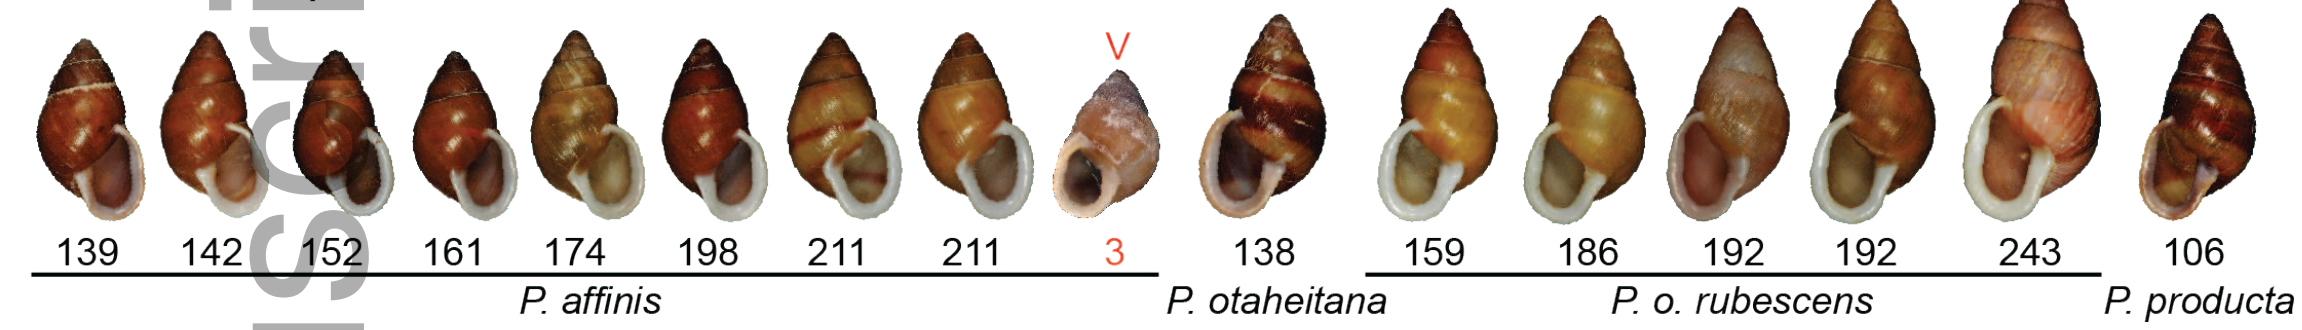 V
139 142 152 161 174 198 211 211 3 138 159 186 192 192 243 106
P. affinis P. otaheitana P. o. rubescens P. producta
scri